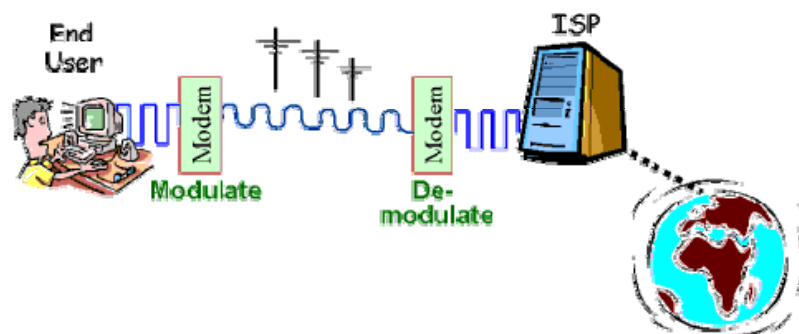 End
User
ISP
Modem
Modem
Modulate
De-
modulate